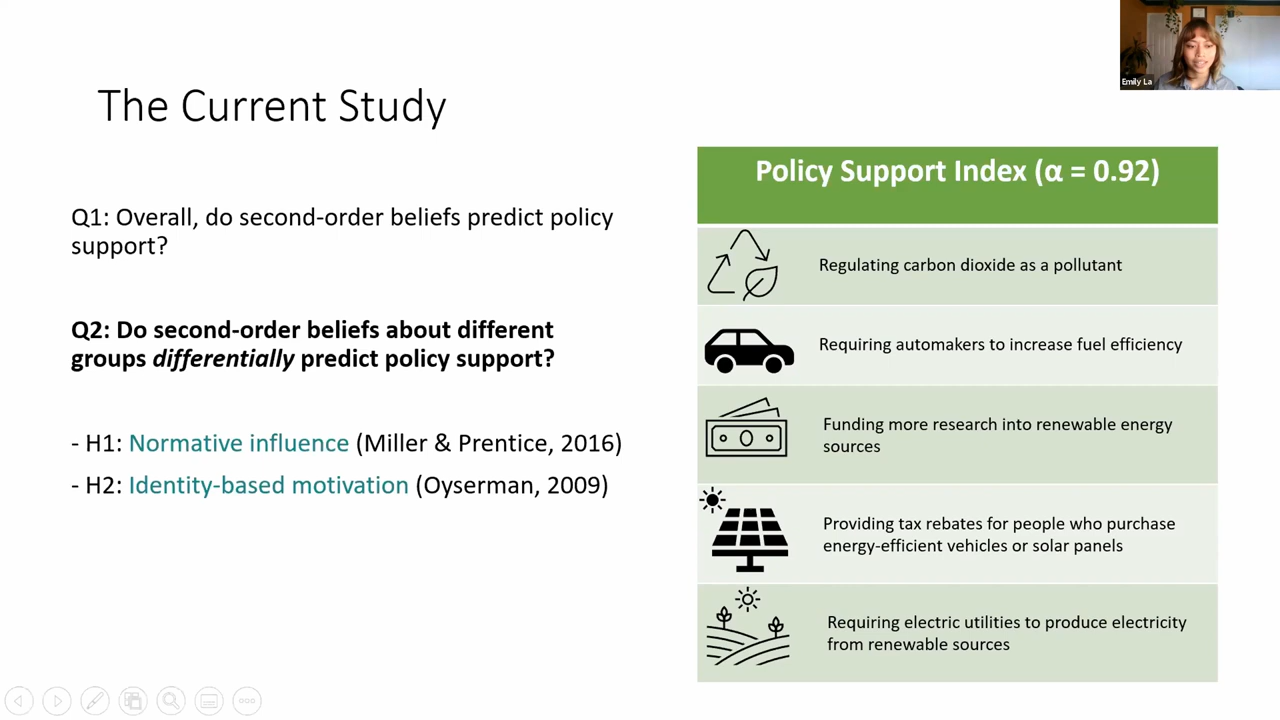 Emily La
The Current Study
Q1: Overall, do second-order beliefs predict policy
support?
Q2: Do second-order beliefs about different
groups differentially predict policy support?
- H1: Normative influence (Miller & Prentice, 2016)
- H2: Identity-based motivation (Oyserman, 2009)
Policy Support Index (α = 0.92)
Regulating carbon dioxide as a pollutant
Requiring automakers to increase fuel efficiency
Funding more research into renewable energy
sources
Providing tax rebates for people who purchase
energy-efficient vehicles or solar panels
Requiring electric utilities to produce electricity
from renewable sources